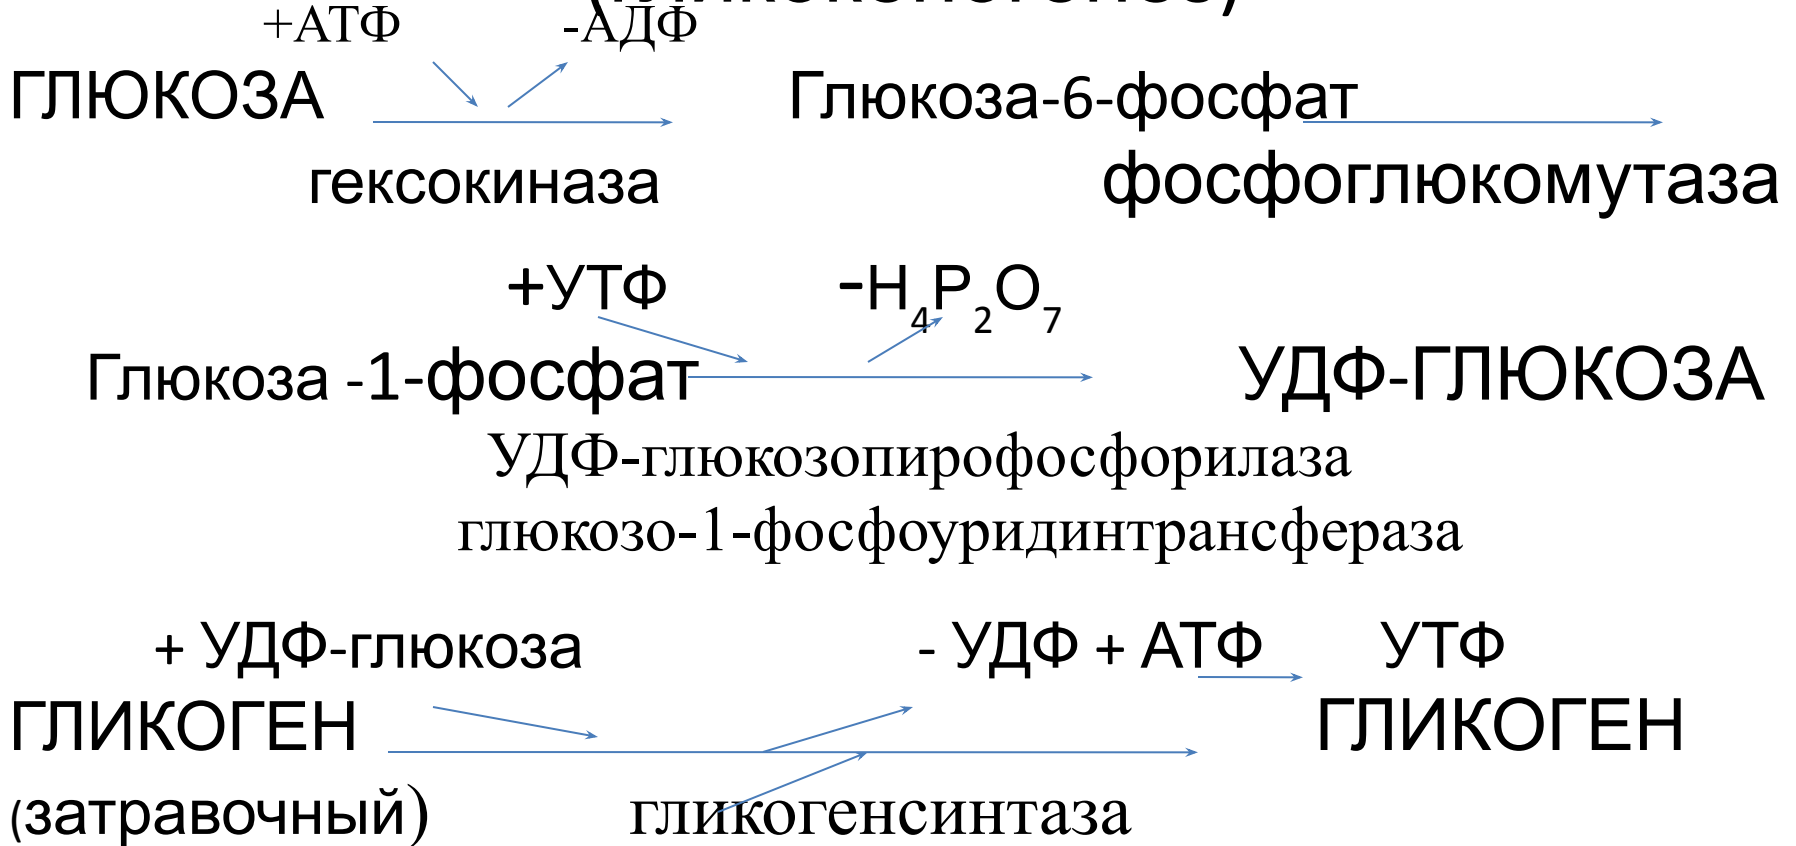 +АТФ -АДФ
ГЛЮКОЗА Глюкоза-6-фосфат
гексокиназа фосфоглюкомутаза
+УТФ -H4P2O7
Глюкоза -1-фосфат УДФ-ГЛЮКОЗА
УДФ-глюкозопирофосфорилаза
глюкозо-1-фосфоуридинтрансфераза
+ УДФ-глюкоза - УДФ + АТФ УТФ
ГЛИКОГЕН ГЛИКОГЕН
(затравочный) гликогенсинтаза